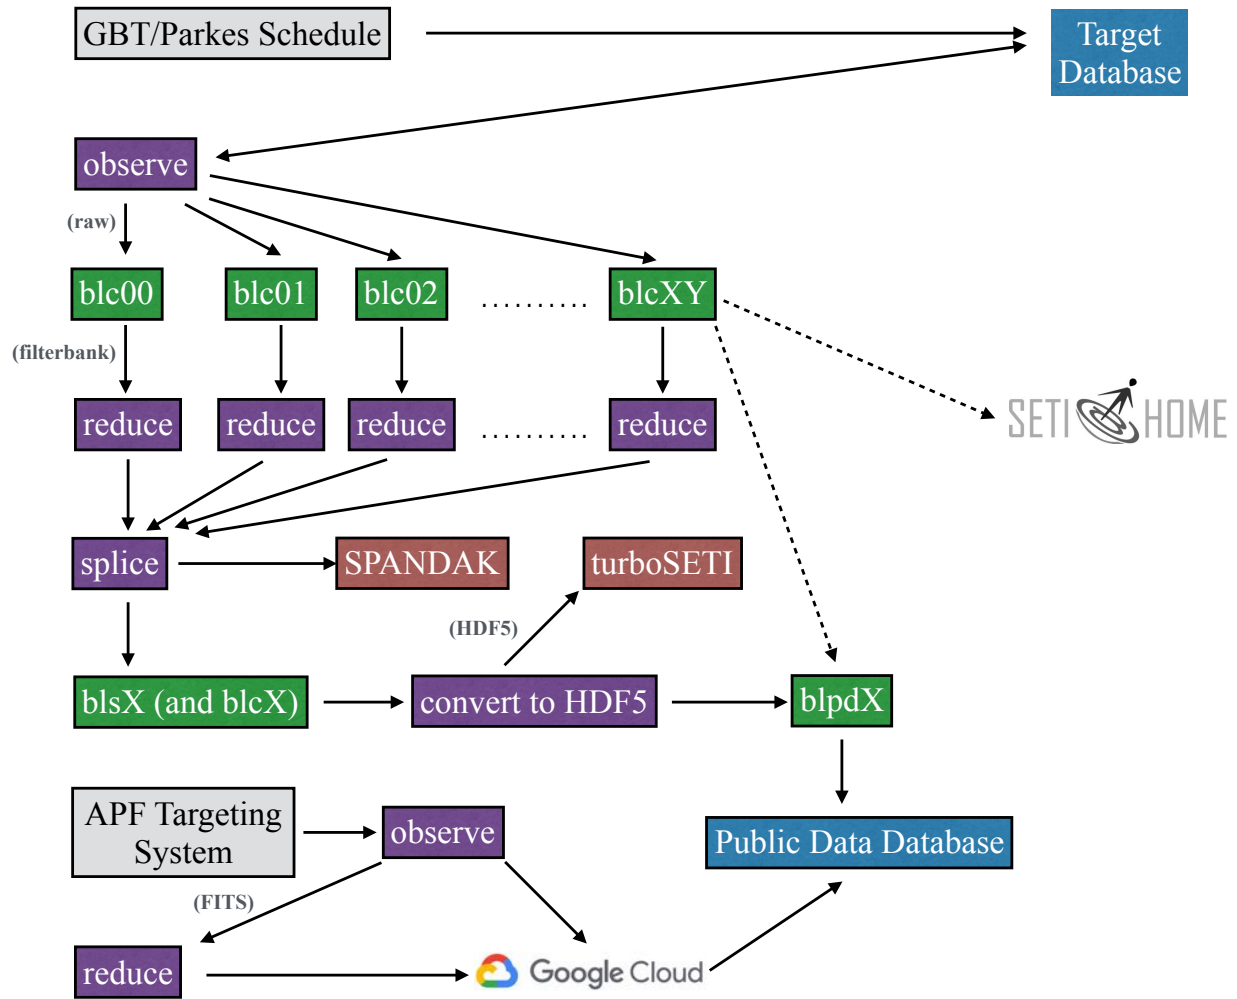 GBT/Parkes Schedule
Target
Database
observe
(raw)
blc00
blc01
blc02
..........
blcXY
(filterbank)
reduce
reduce
reduce
..........
reduce
SETI HOME
splice
SPANDAK
turboSETI
(HDF5)
blsX (and blcX)
convert to HDF5
blpdX
APF Targeting
System
observe
Public Data Database
(FITS)
reduce
Google Cloud